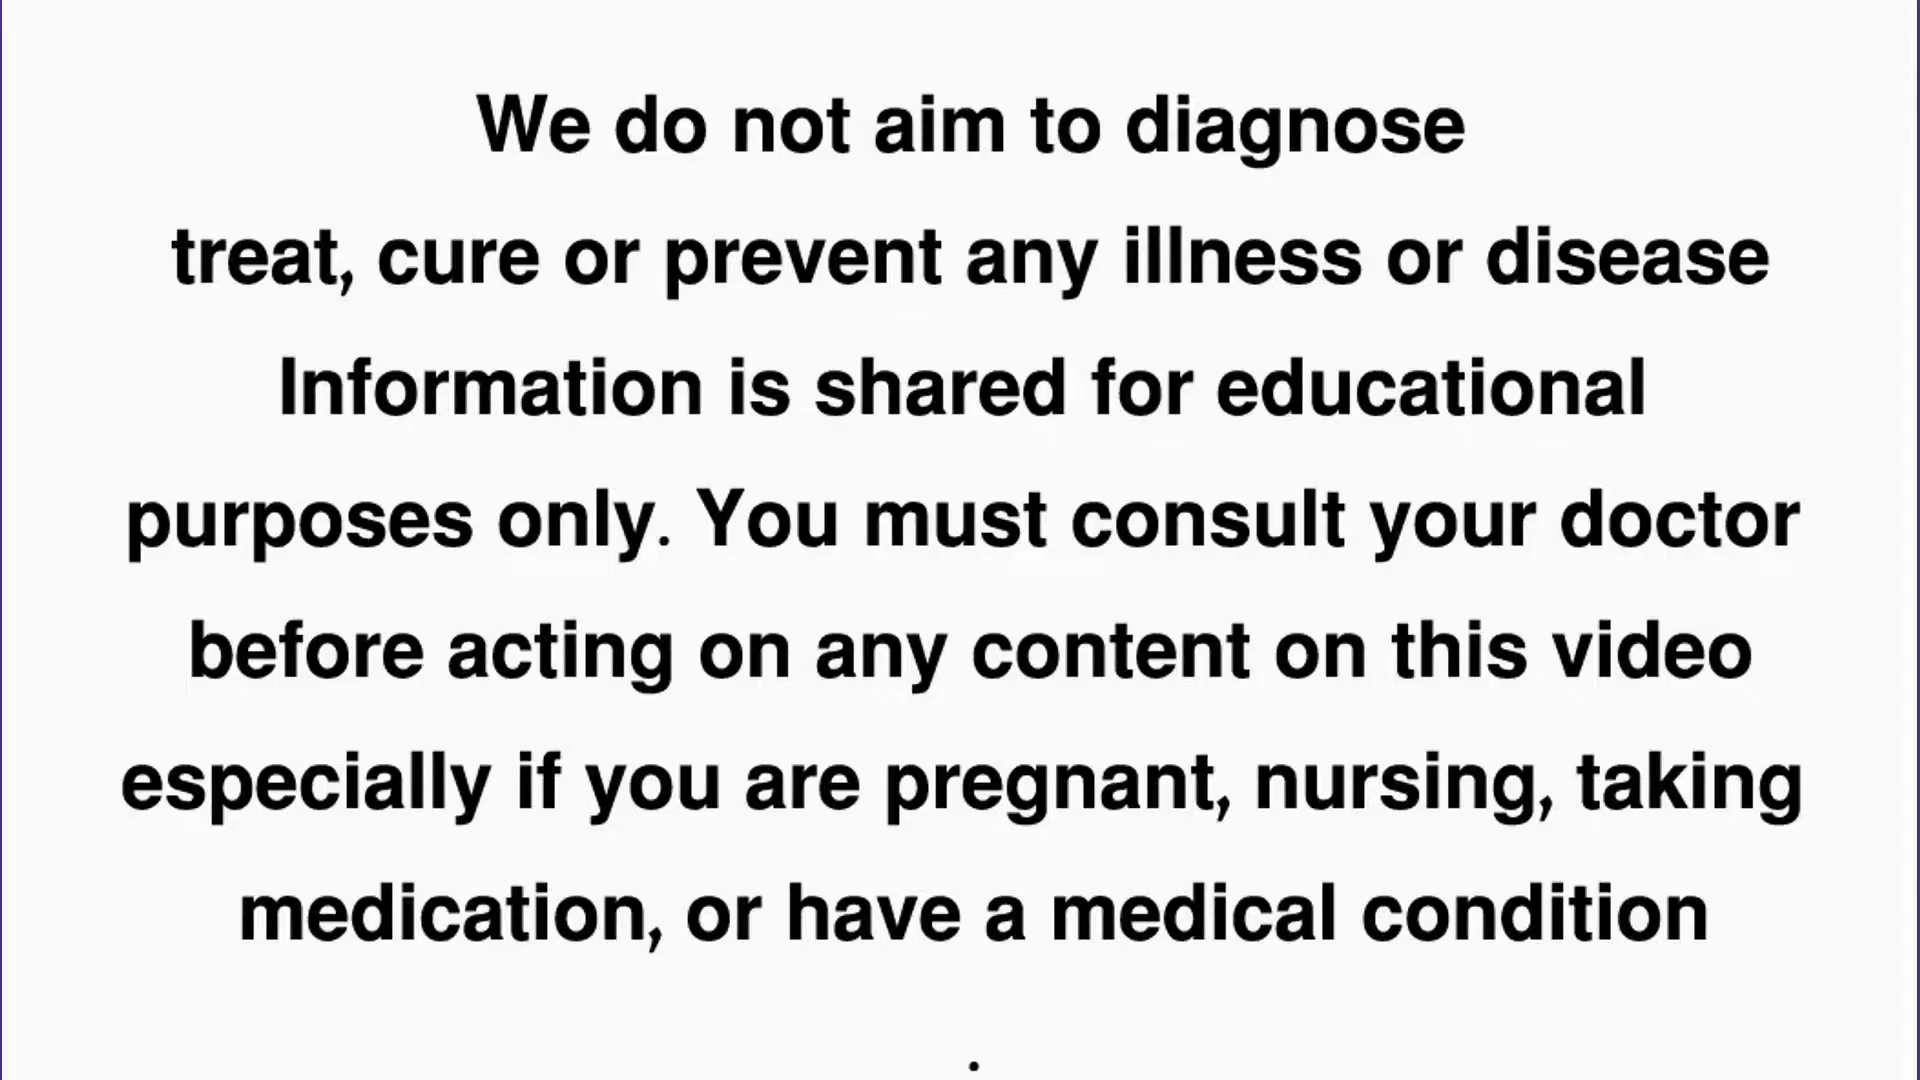 We do not aim to diagnose
treat, cure or prevent any illness or disease
Information is shared for educational
purposes only. You must consult your doctor
before acting on any content on this video
especially if you are pregnant, nursing, taking
medication, or have a medical condition
.